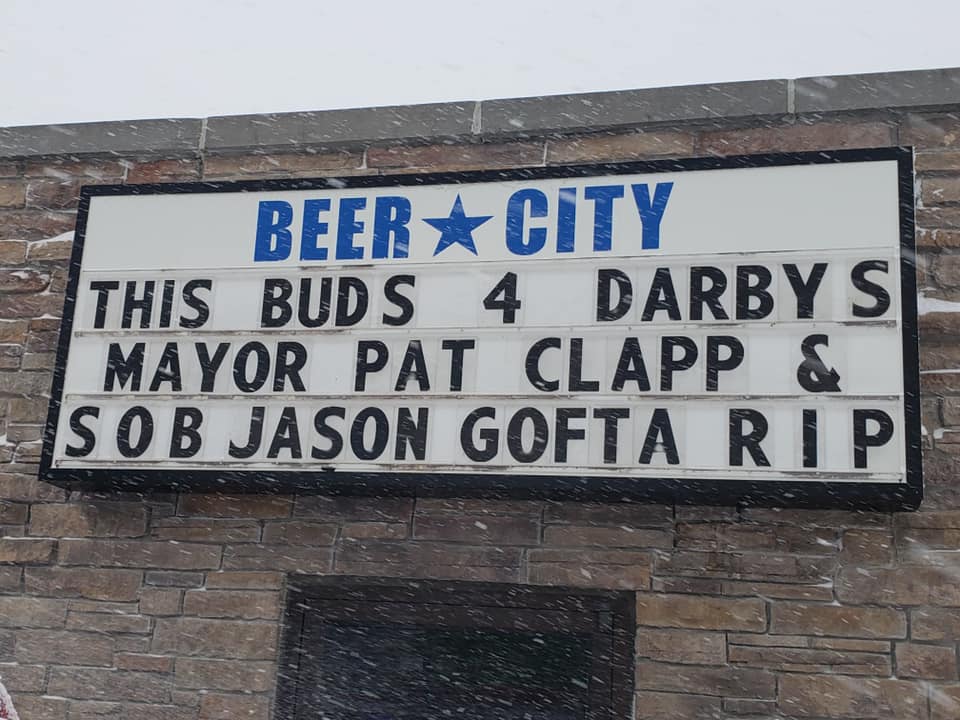 BEER★CITY
THIS BUDS 4 DARBYS
MAYOR PAT CLAPP &
SOB JASON GOFTA RIP